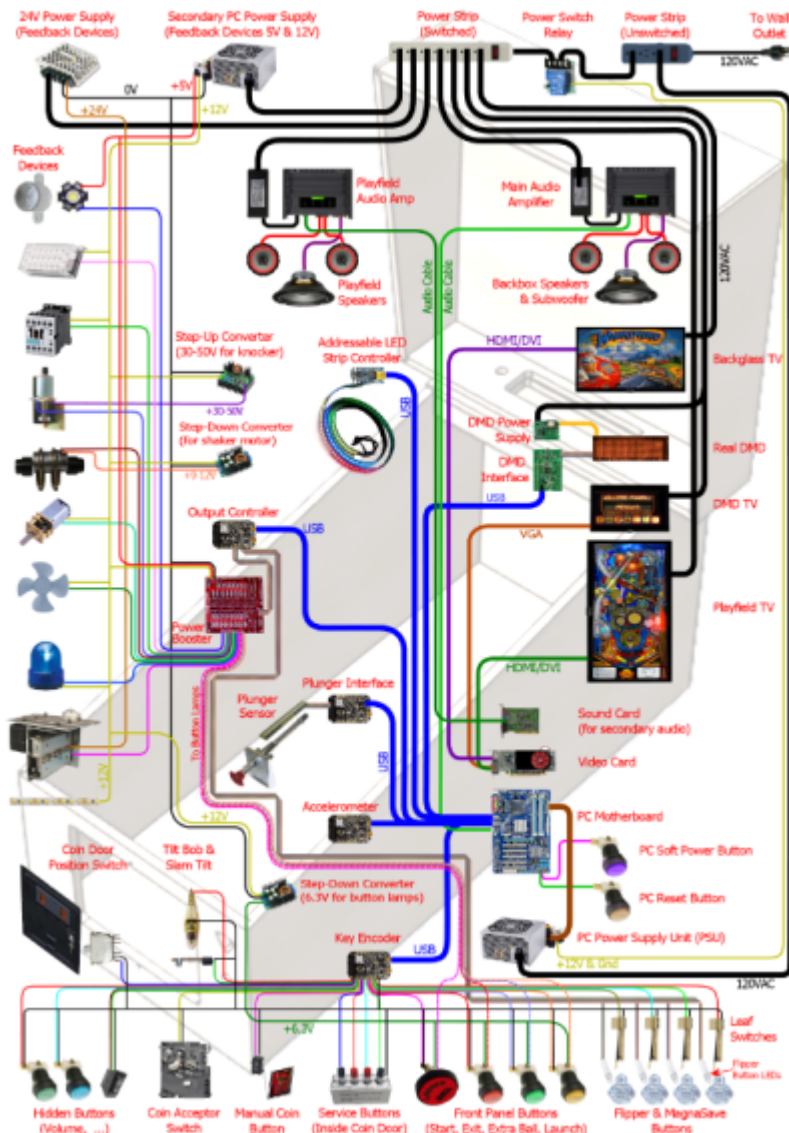 24V Power Supply
(Feedback Devices)
Secondary PC Power Supply
(Feedback Devices 5V & 12V)
Power Strip
(Switched)
Power Switch
Relay
Power Strip
(Unswitched)
To Wall
Outlet
120VAC
0V
+5V
+24V
+12V
Feedback
Devices
Playfield
Audio Amp
Main Audio
Amplifier
120VAC
Playfield
Speakers
Audio Cable
Audio Cable
Backbox Speakers
& Subwoofer
Step-Up Converter
(30-50V for knocker)
Addressable LED
Strip Controller
HDMI/DVI
Backglass TV
+30-50V
USB
Step-Down Converter
(for shaker motor)
DMD Power
Supply
Real DMD
+9-12V
DMD
Interface
USB
DMD TV
Output Controller
USB
VGA
Playfield TV
Power
Booster
HDMI/DVI
Plunger Interface
Plunger
Sensor
To Button Lamps
USB
Sound Card
(for secondary audio)
Video Card
+12V
Accelerometer
PC Motherboard
+12V
Coin Door
Position Switch
Tilt Bob &
Slam Tilt
PC Soft Power Button
Step-Down Converter
(6.3V for button lamps)
PC Reset Button
Key Encoder
USB
PC Power Supply Unit (PSU)
+12V & Gnd
120VAC
+6.3V
Leaf
Switches
Flipper
Button LEDs
Hidden Buttons
(Volume, ...)
Coin Acceptor
Switch
Manual Coin
Button
Service Buttons
(Inside Coin Door)
Front Panel Buttons
(Start, Exit, Extra Ball, Launch)
Flipper & MagnaSave
Buttons